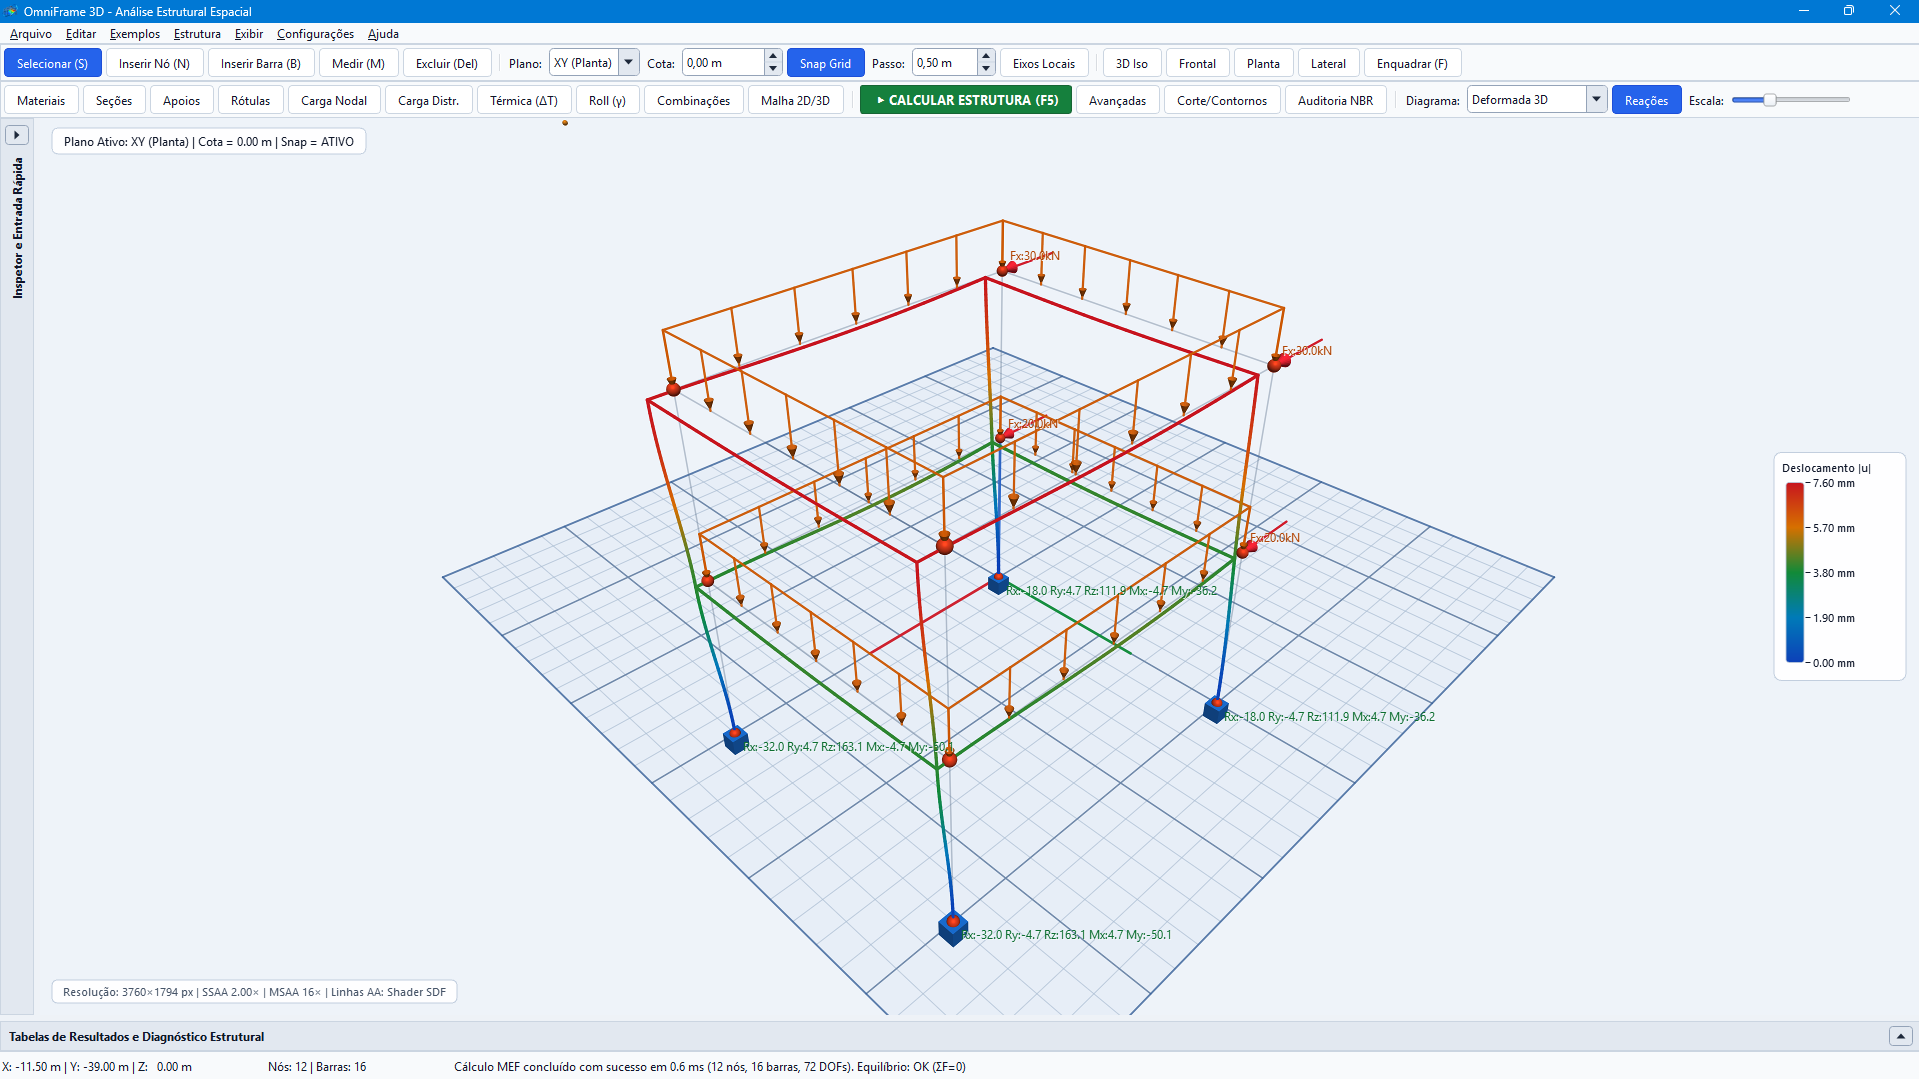 OmniFrame 3D - Análise Estrutural Espacial
Arquivo Editar Exemplos Estrutura Exibir Configurações Ajuda
Selecionar (S) Inserir Nó (N) Inserir Barra (B) Medir (M) Excluir (Del) Plano: XY (Planta) Cota: 0,00 m Snap Grid Passo: 0,50 m Eixos Locais 3D Iso Frontal Planta Lateral Enquadrar (F)
Materiais Seções Apoios Rótulas Carga Nodal Carga Distr. Térmica (ΔT) Roll (γ) Combinações Malha 2D/3D CALCULAR ESTRUTURA (F5) Avançadas Corte/Contornos Auditoria NBR Diagrama: Deformada 3D Reações Escala:
Inspetor e Entrada Rápida
Plano Ativo: XY (Planta) | Cota = 0.00 m | Snap = ATIVO
Fx:30.0kN
Fx:30.0kN
Fx:20.0kN
Fx:20.0kN
Deslocamento |u|
7.60 mm
5.70 mm
3.80 mm
1.90 mm
0.00 mm
Rx:-18.0 Ry:4.7 Rz:111.9 Mx:-4.7 My:-36.2
Rx:-18.0 Ry:-4.7 Rz:111.9 Mx:4.7 My:-36.2
Rx:-32.0 Ry:4.7 Rz:163.1 Mx:-4.7 My:-50.1
Rx:-32.0 Ry:-4.7 Rz:163.1 Mx:4.7 My:-50.1
Resolução: 3760×1794 px | SSAA 2.00× | MSAA 16× | Linhas AA: Shader SDF
Tabelas de Resultados e Diagnóstico Estrutural
X: -11.50 m | Y: -39.00 m | Z: 0.00 m Nós: 12 | Barras: 16 Cálculo MEF concluído com sucesso em 0.6 ms (12 nós, 16 barras, 72 DOFs). Equilíbrio: OK (ΣF=0)